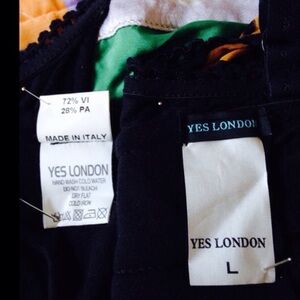 72% VI
28% PA
MADE IN ITALY
YES LONDON
HAND WASH COLD WATER
DO NOT BLEACH
DRY FLAT
COLD IRON
YES LONDON
YES LONDON
L